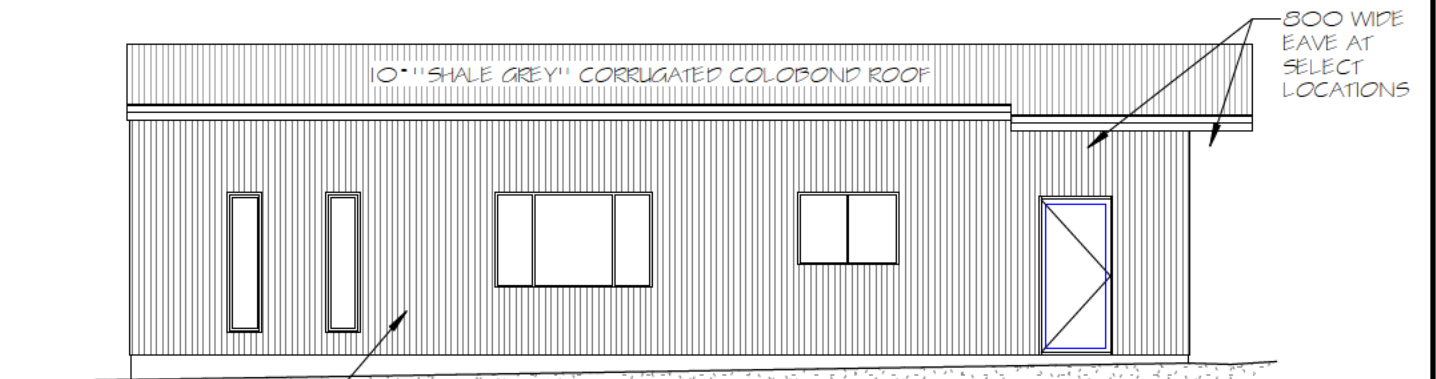 800 WIDE
EAVE AT
SELECT
LOCATIONS
10° "SHALE GREY" CORRUGATED COLOBOND ROOF